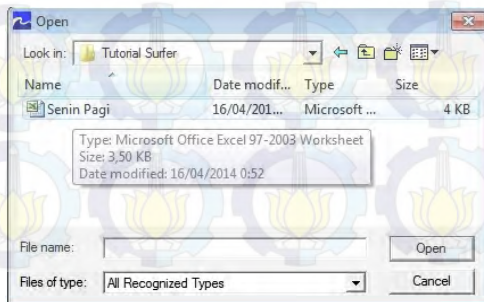 Open
Look in: Tutorial Surfer
Name Date modif... Type Size
Senin Pagi 16/04/201... Microsoft ... 4 KB
Type: Microsoft Office Excel 97-2003 Worksheet
Size: 3,50 KB
Date modified: 16/04/2014 0:52
File name: Open
Files of type: All Recognized Types Cancel